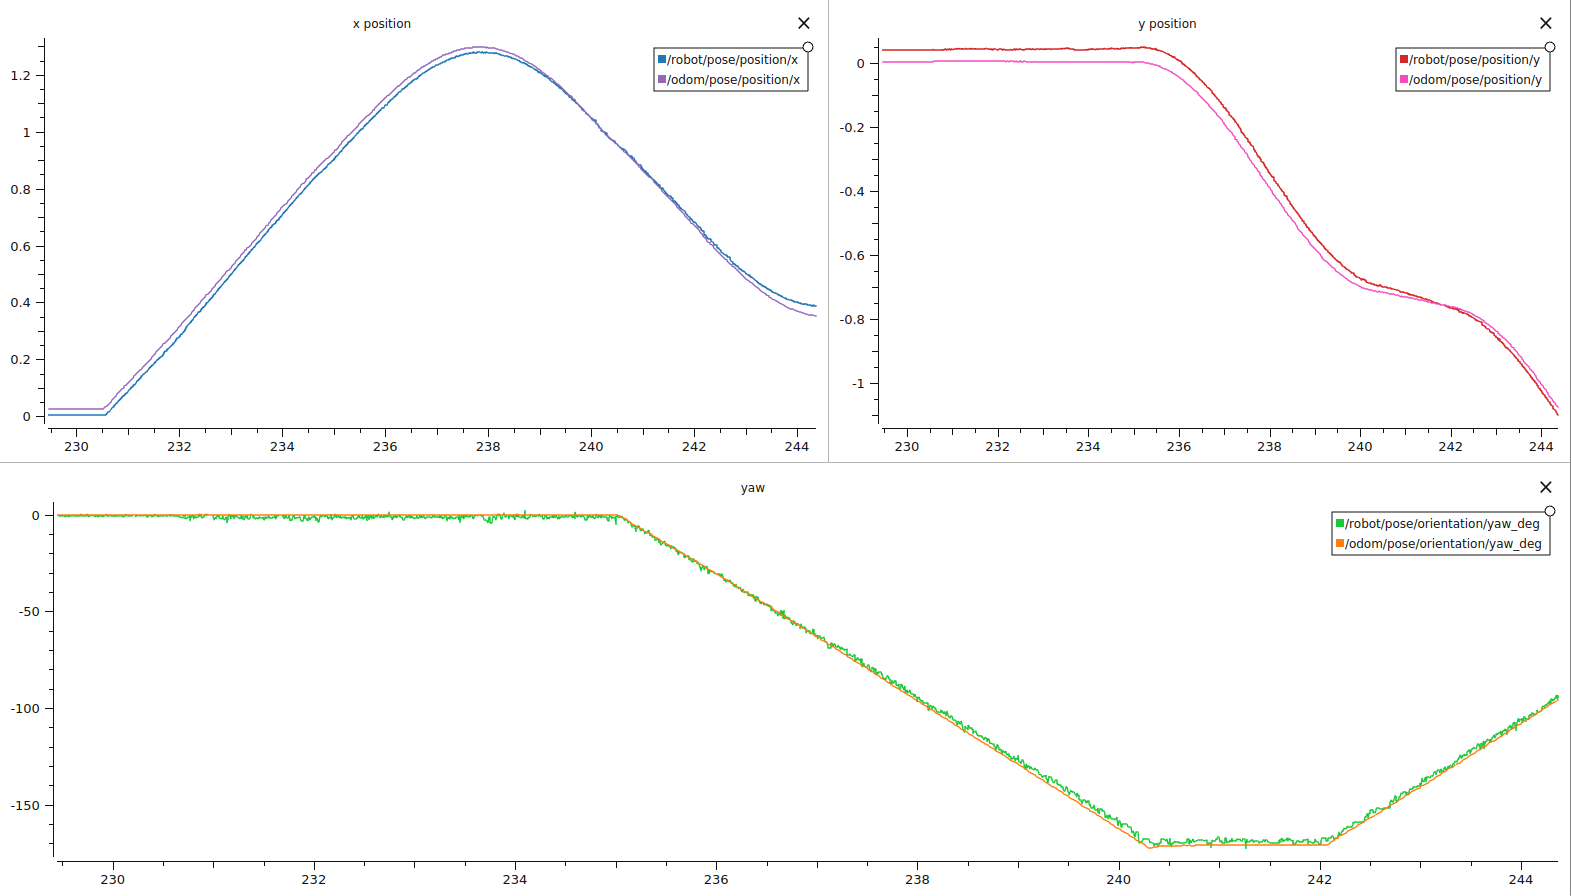 x position
/robot/pose/position/x
/odom/pose/position/x
1.2
1
0.8
0.6
0.4
0.2
0
230 232 234 236 238 240 242 244
y position
/robot/pose/position/y
/odom/pose/position/y
0
-0.2
-0.4
-0.6
-0.8
-1
230 232 234 236 238 240 242 244
yaw
/robot/pose/orientation/yaw_deg
/odom/pose/orientation/yaw_deg
0
-50
-100
-150
230 232 234 236 238 240 242 244